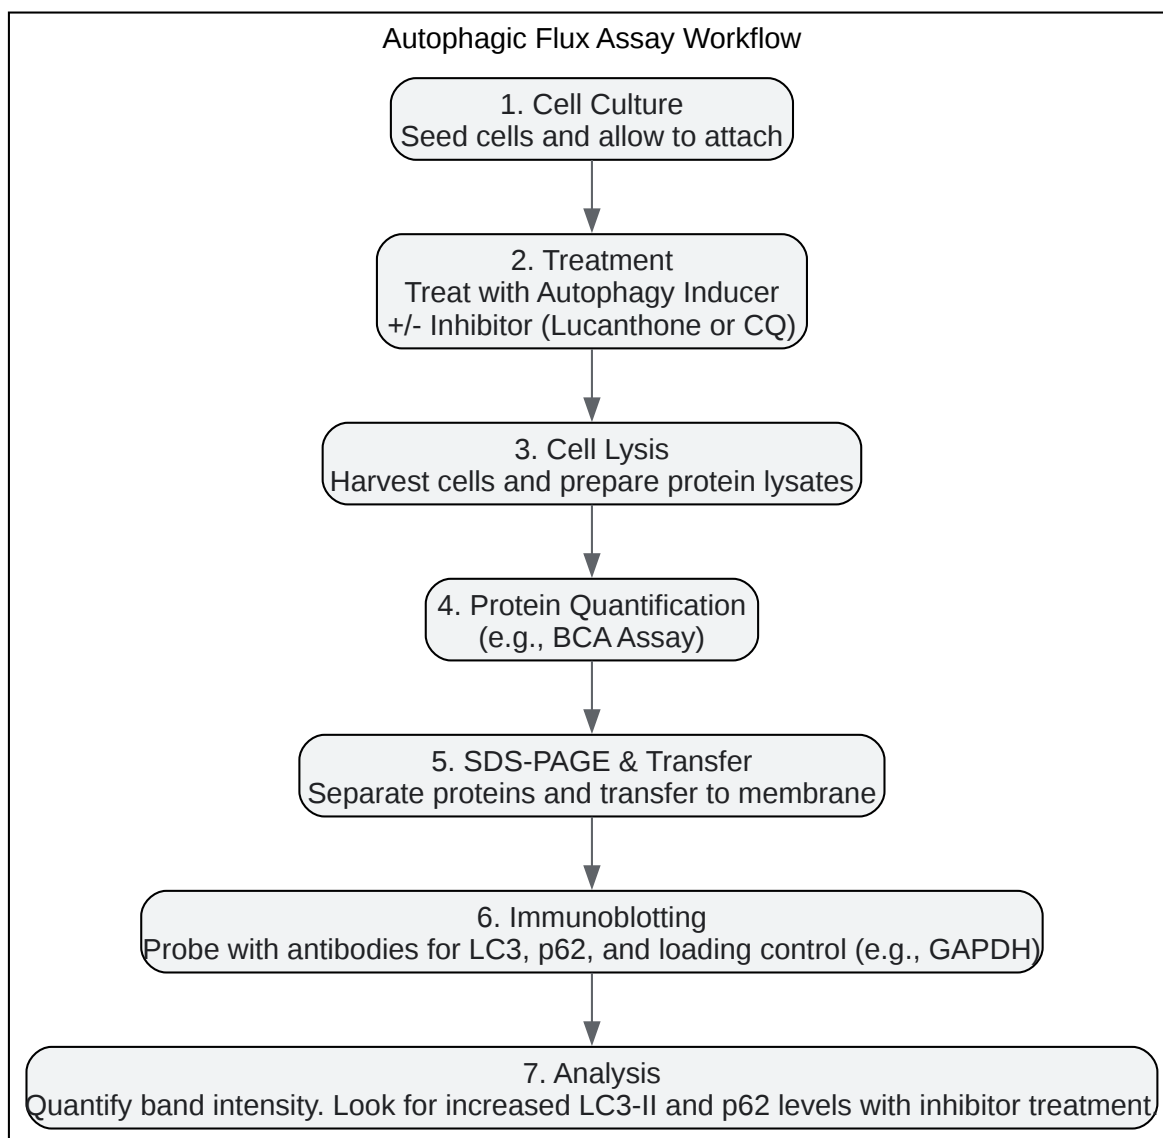 Autophagic Flux Assay Workflow
1. Cell Culture
Seed cells and allow to attach
2. Treatment
Treat with Autophagy Inducer
+/- Inhibitor (Lucanthone or CQ)
3. Cell Lysis
Harvest cells and prepare protein lysates
4. Protein Quantification
(e.g., BCA Assay)
5. SDS-PAGE & Transfer
Separate proteins and transfer to membrane
6. Immunoblotting
Probe with antibodies for LC3, p62, and loading control (e.g., GAPDH)
7. Analysis
Quantify band intensity. Look for increased LC3-II and p62 levels with inhibitor treatment.